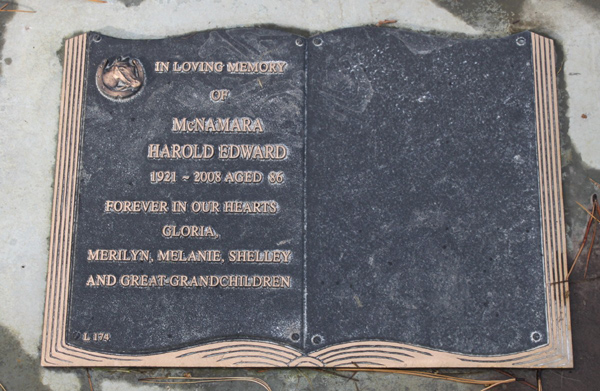 IN LOVING MEMORY
OF
McNAMARA
HAROLD EDWARD
1921 ~ 2008 AGED 86
FOREVER IN OUR HEARTS
GLORIA,
MERILYN, MELANIE, SHELLEY
AND GREAT-GRANDCHILDREN
L 174